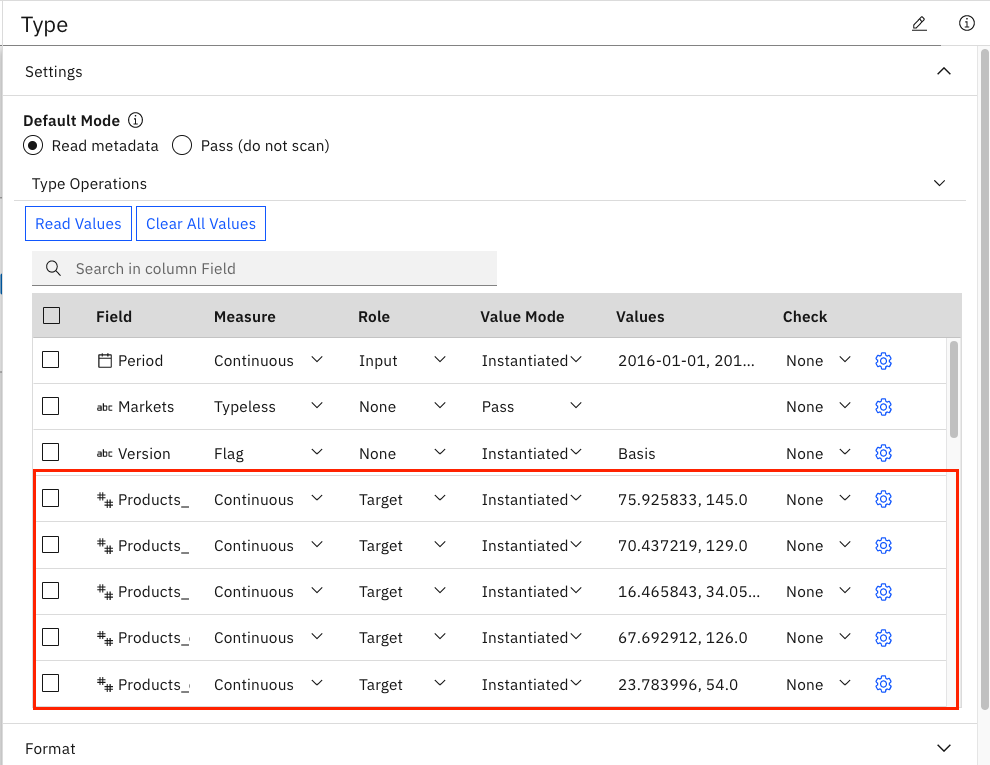 Type
Settings
Default Mode
Read metadata Pass (do not scan)
Type Operations
Read Values Clear All Values
Search in column Field
Field Measure Role Value Mode Values Check
Period Continuous Input Instantiated 2016-01-01, 201... None
abc Markets Typeless None Pass None
abc Version Flag None Instantiated Basis None
Products_ Continuous Target Instantiated 75.925833, 145.0 None
Products_ Continuous Target Instantiated 70.437219, 129.0 None
Products_ Continuous Target Instantiated 16.465843, 34.05... None
Products_ Continuous Target Instantiated 67.692912, 126.0 None
Products_ Continuous Target Instantiated 23.783996, 54.0 None
Format